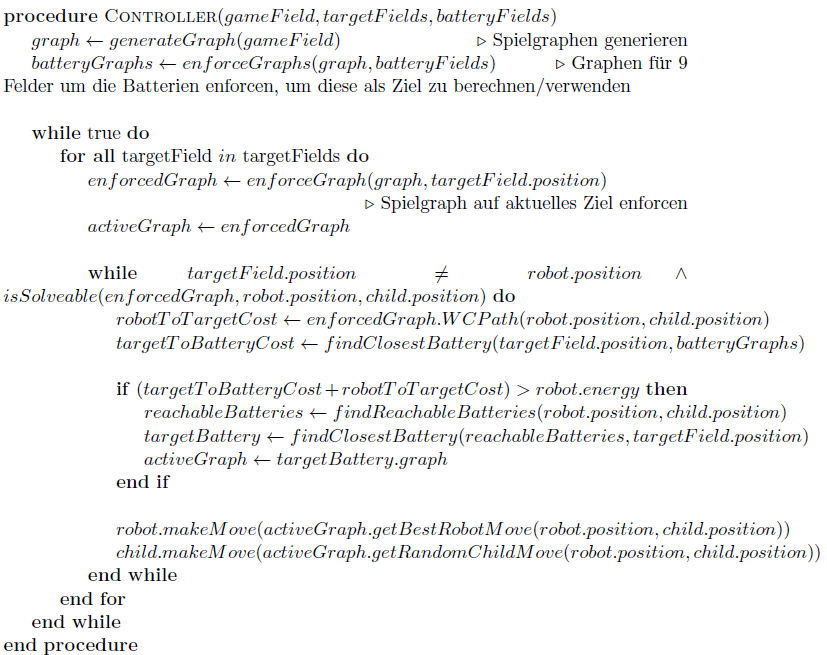 procedure CONTROLLER(gameField, targetFields, batteryFields)
graph ← generateGraph(gameField) ▷ Spielgraphen generieren
batteryGraphs ← enforceGraphs(graph, batteryFields) ▷ Graphen für 9
Felder um die Batterien enforcen, um diese als Ziel zu berechnen/verwenden
while true do
for all targetField in targetFields do
enforcedGraph ← enforceGraph(graph, targetField.position)
▷ Spielgraph auf aktuelles Ziel enforcen
activeGraph ← enforcedGraph
while targetField.position ≠ robot.position ∧
isSolveable(enforcedGraph, robot.position, child.position) do
robotToTargetCost ← enforcedGraph.WCPath(robot.position, child.position)
targetToBatteryCost ← findClosestBattery(targetField.position, batteryGraphs)
if (targetToBatteryCost + robotToTargetCost) > robot.energy then
reachableBatteries ← findReachableBatteries(robot.position, child.position)
targetBattery ← findClosestBattery(reachableBatteries, targetField.position)
activeGraph ← targetBattery.graph
end if
robot.makeMove(activeGraph.getBestRobotMove(robot.position, child.position))
child.makeMove(activeGraph.getRandomChildMove(robot.position, child.position))
end while
end for
end while
end procedure